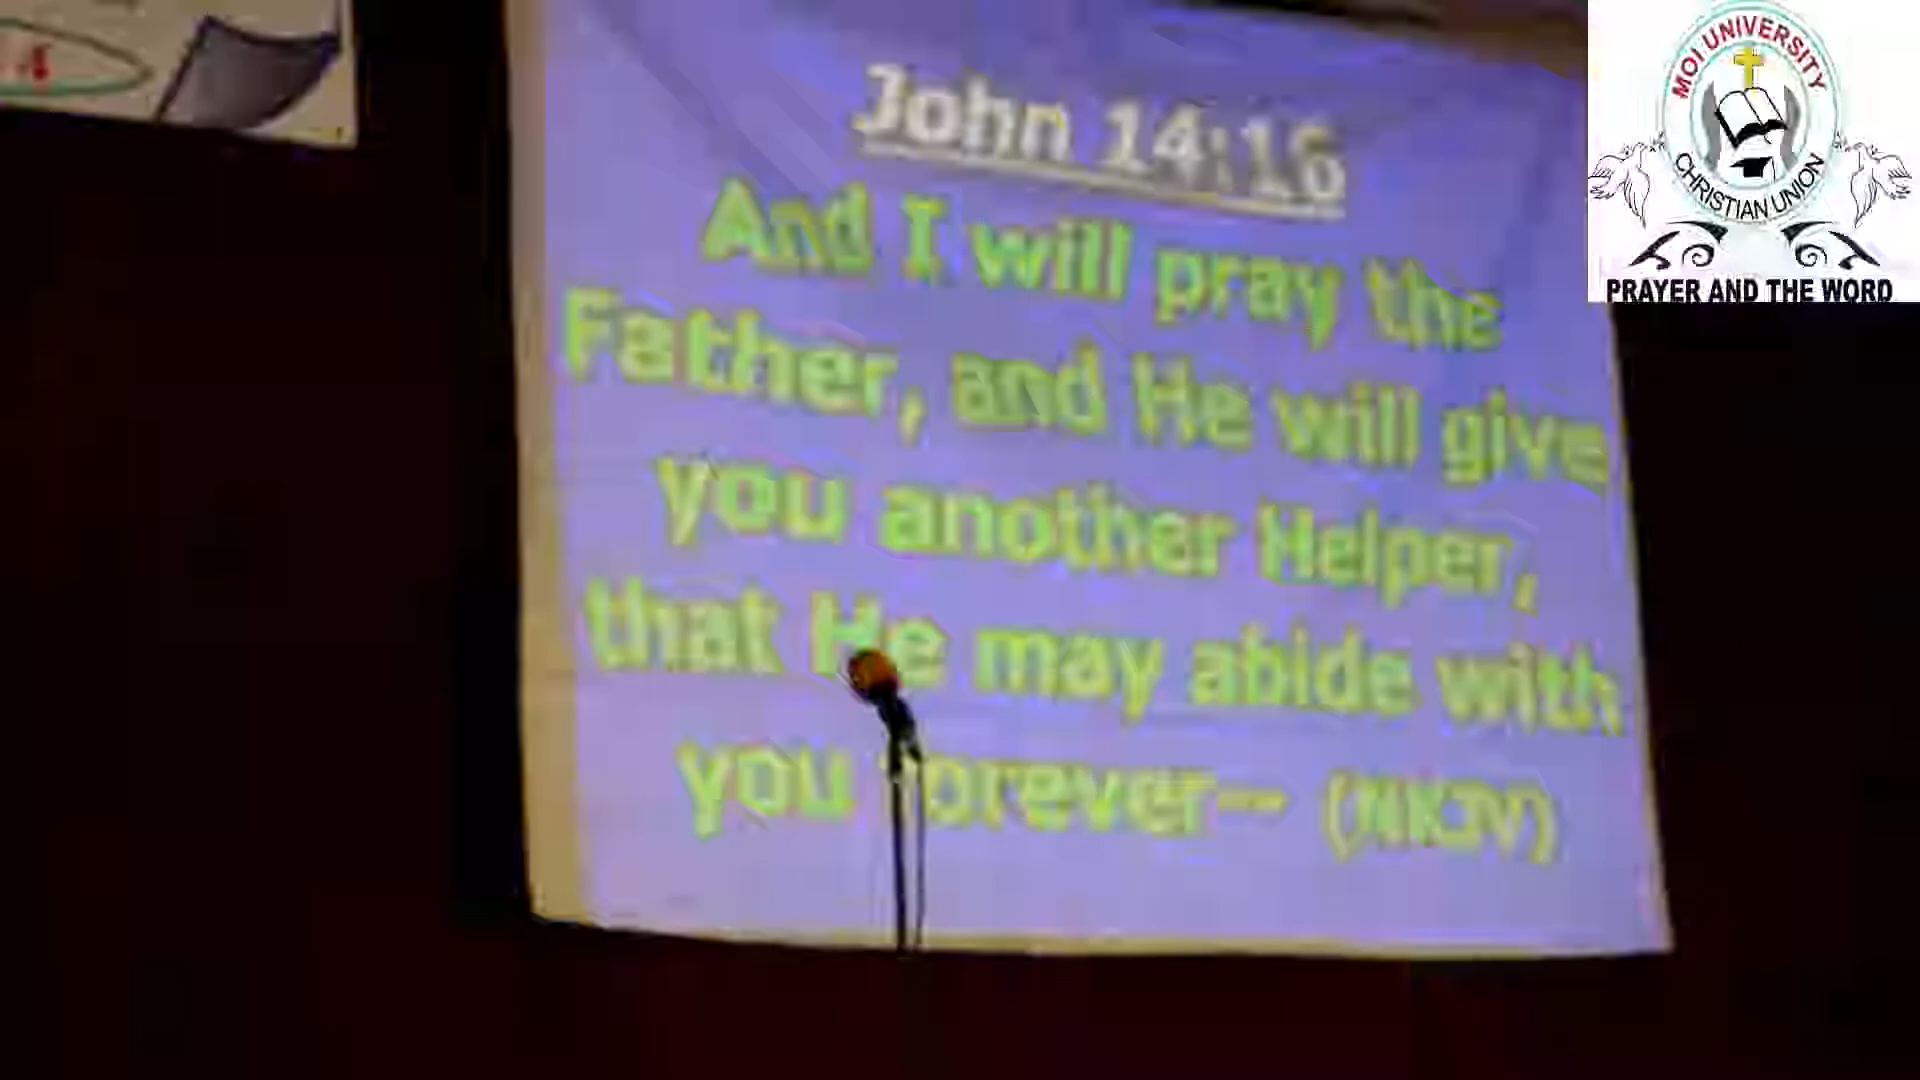 John 14:16
And I will pray the
Father, and He will give
you another Helper,
that He may abide with
you forever— (NKJV)
MOI UNIVERSITY
CHRISTIAN UNION
PRAYER AND THE WORD